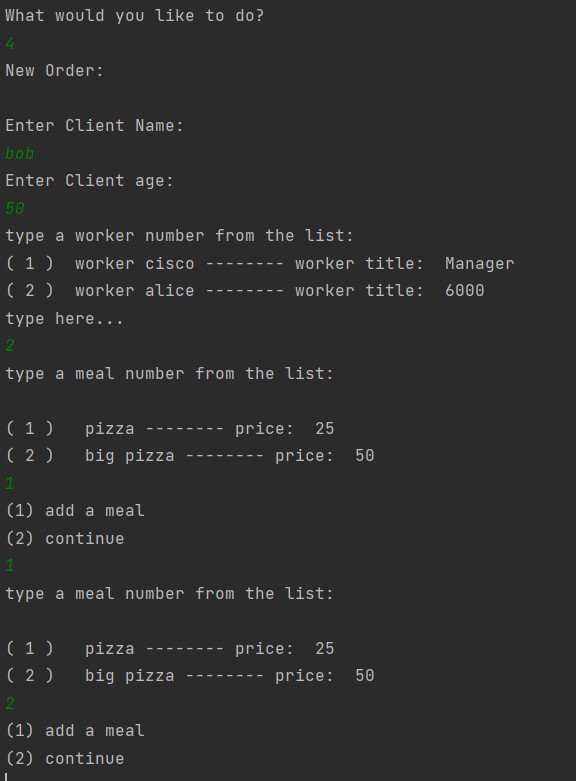 What would you like to do?
4
New Order:
Enter Client Name:
bob
Enter Client age:
50
type a worker number from the list:
( 1 )  worker cisco -------- worker title:  Manager
( 2 )  worker alice -------- worker title:  6000
type here...
2
type a meal number from the list:
( 1 )   pizza -------- price:  25
( 2 )   big pizza -------- price:  50
1
(1) add a meal
(2) continue
1
type a meal number from the list:
( 1 )   pizza -------- price:  25
( 2 )   big pizza -------- price:  50
2
(1) add a meal
(2) continue